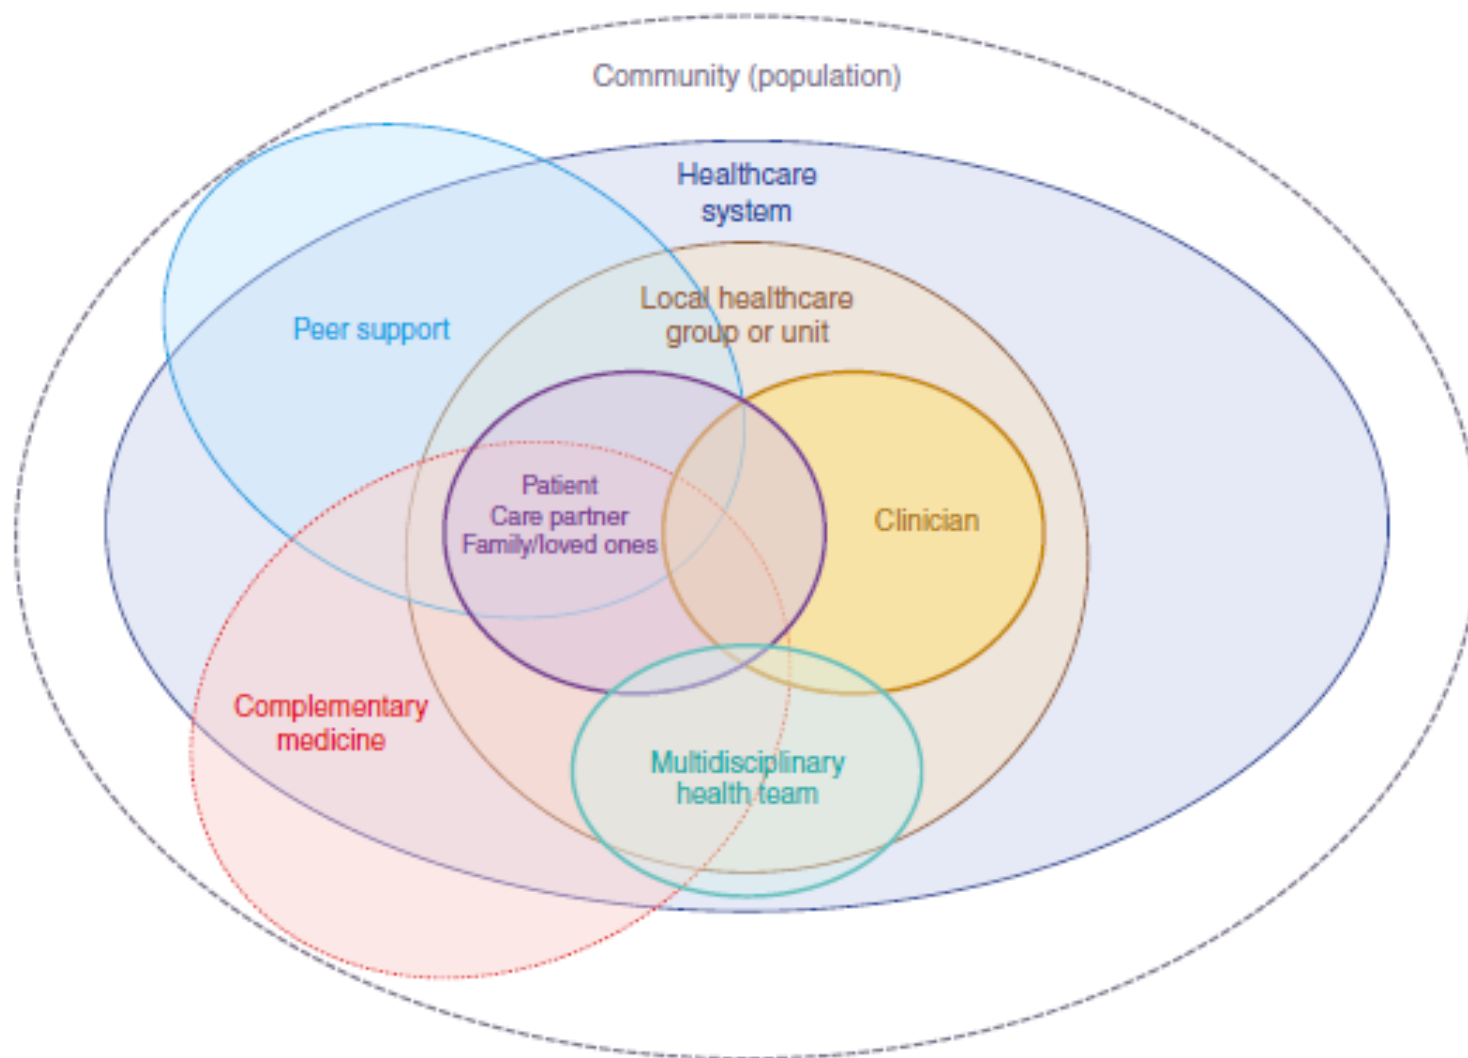 Community (population)
Healthcare
system
Local healthcare
group or unit
Peer support
Patient
Care partner
Family/loved ones
Clinician
Complementary
medicine
Multidisciplinary
health team